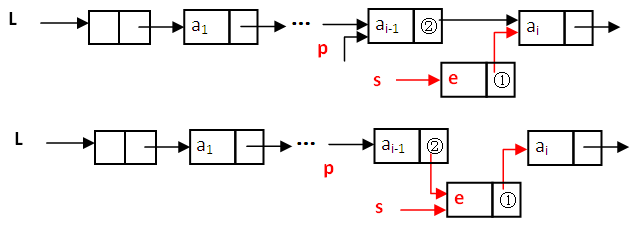 L a₁ ... aᵢ₋₁ ② aᵢ
p
s e ①
L a₁ ... aᵢ₋₁ ② aᵢ
p
s e ①